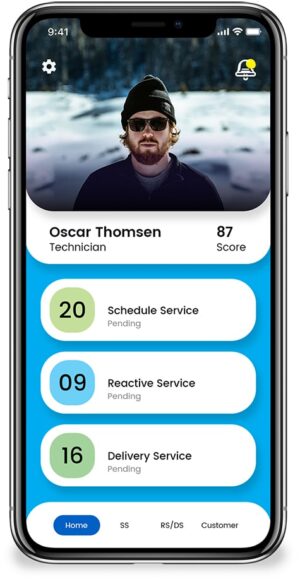 9:41
Oscar Thomsen 87
Technician Score
20 Schedule Service
Pending
09 Reactive Service
Pending
16 Delivery Service
Pending
Home SS RS/DS Customer